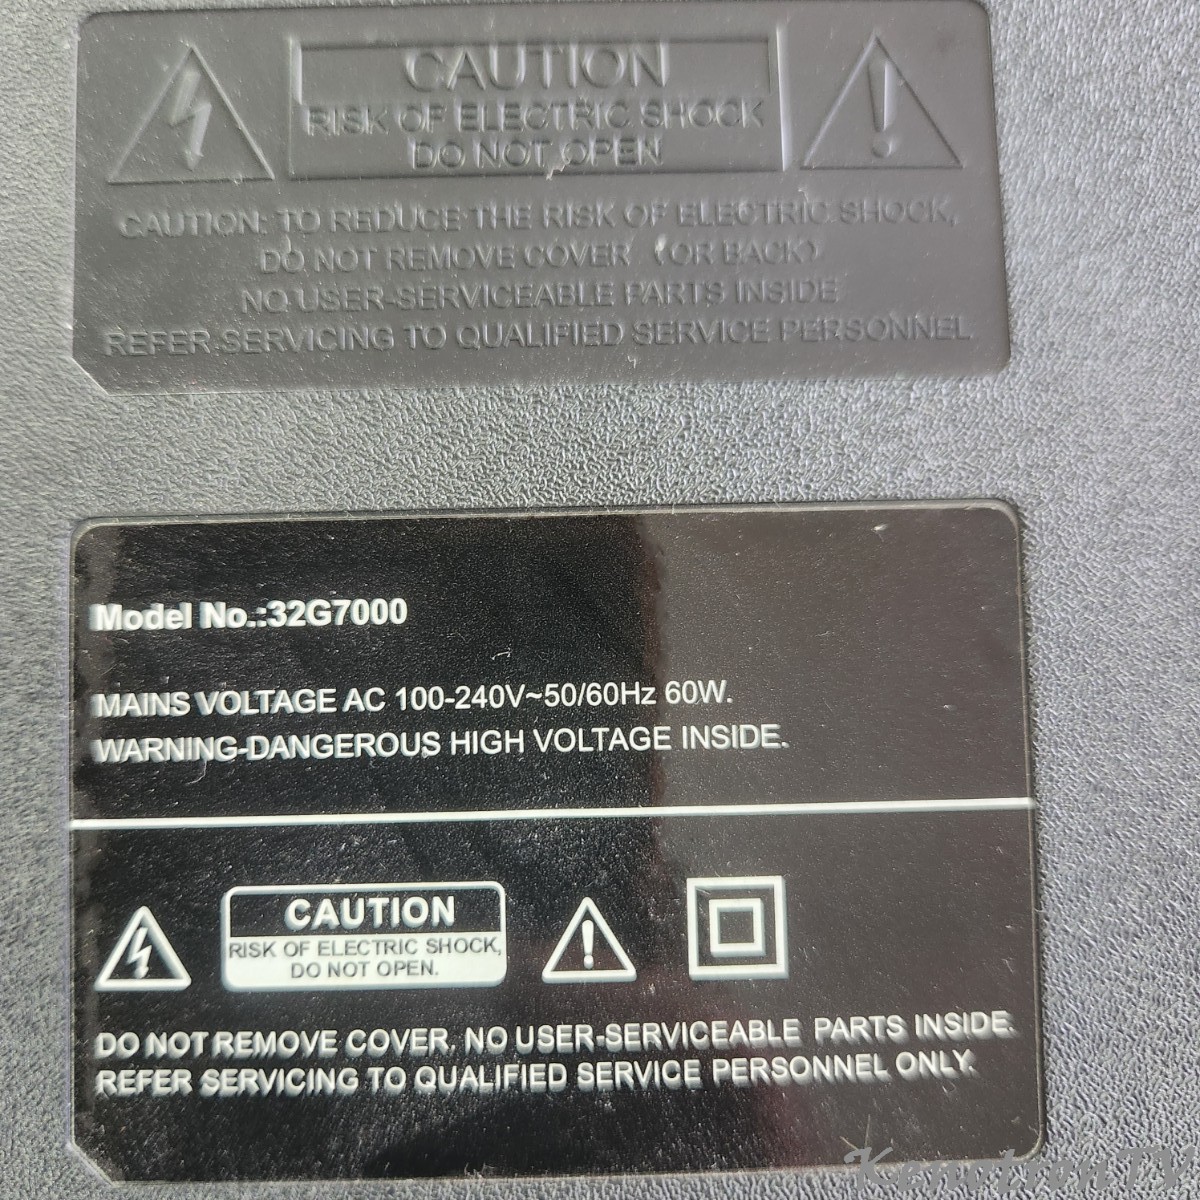 CAUTION
RISK OF ELECTRIC SHOCK
DO NOT OPEN
CAUTION: TO REDUCE THE RISK OF ELECTRIC SHOCK,
DO NOT REMOVE COVER (OR BACK)
NO USER-SERVICEABLE PARTS INSIDE
REFER SERVICING TO QUALIFIED SERVICE PERSONNEL
Model No.:32G7000
MAINS VOLTAGE AC 100-240V~50/60Hz 60W.
WARNING-DANGEROUS HIGH VOLTAGE INSIDE.
CAUTION
RISK OF ELECTRIC SHOCK,
DO NOT OPEN.
DO NOT REMOVE COVER, NO USER-SERVICEABLE PARTS INSIDE.
REFER SERVICING TO QUALIFIED SERVICE PERSONNEL ONLY.
KenotronTV